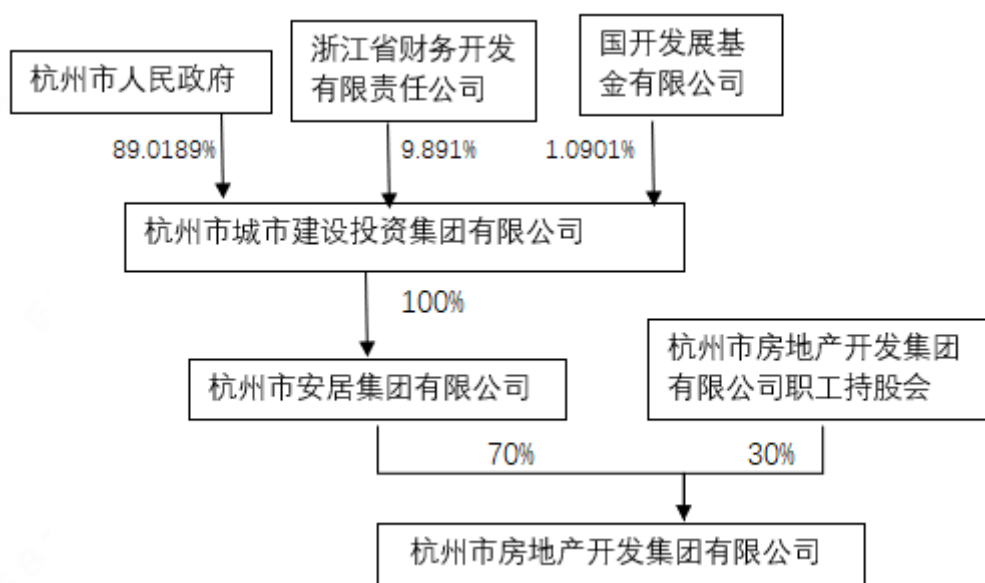 杭州市人民政府
浙江省财务开发
有限责任公司
国开发展基
金有限公司
89.0189%
9.891%
1.0901%
杭州市城市建设投资集团有限公司
100%
杭州市安居集团有限公司
杭州市房地产开发集团
有限公司职工持股会
70%
30%
杭州市房地产开发集团有限公司